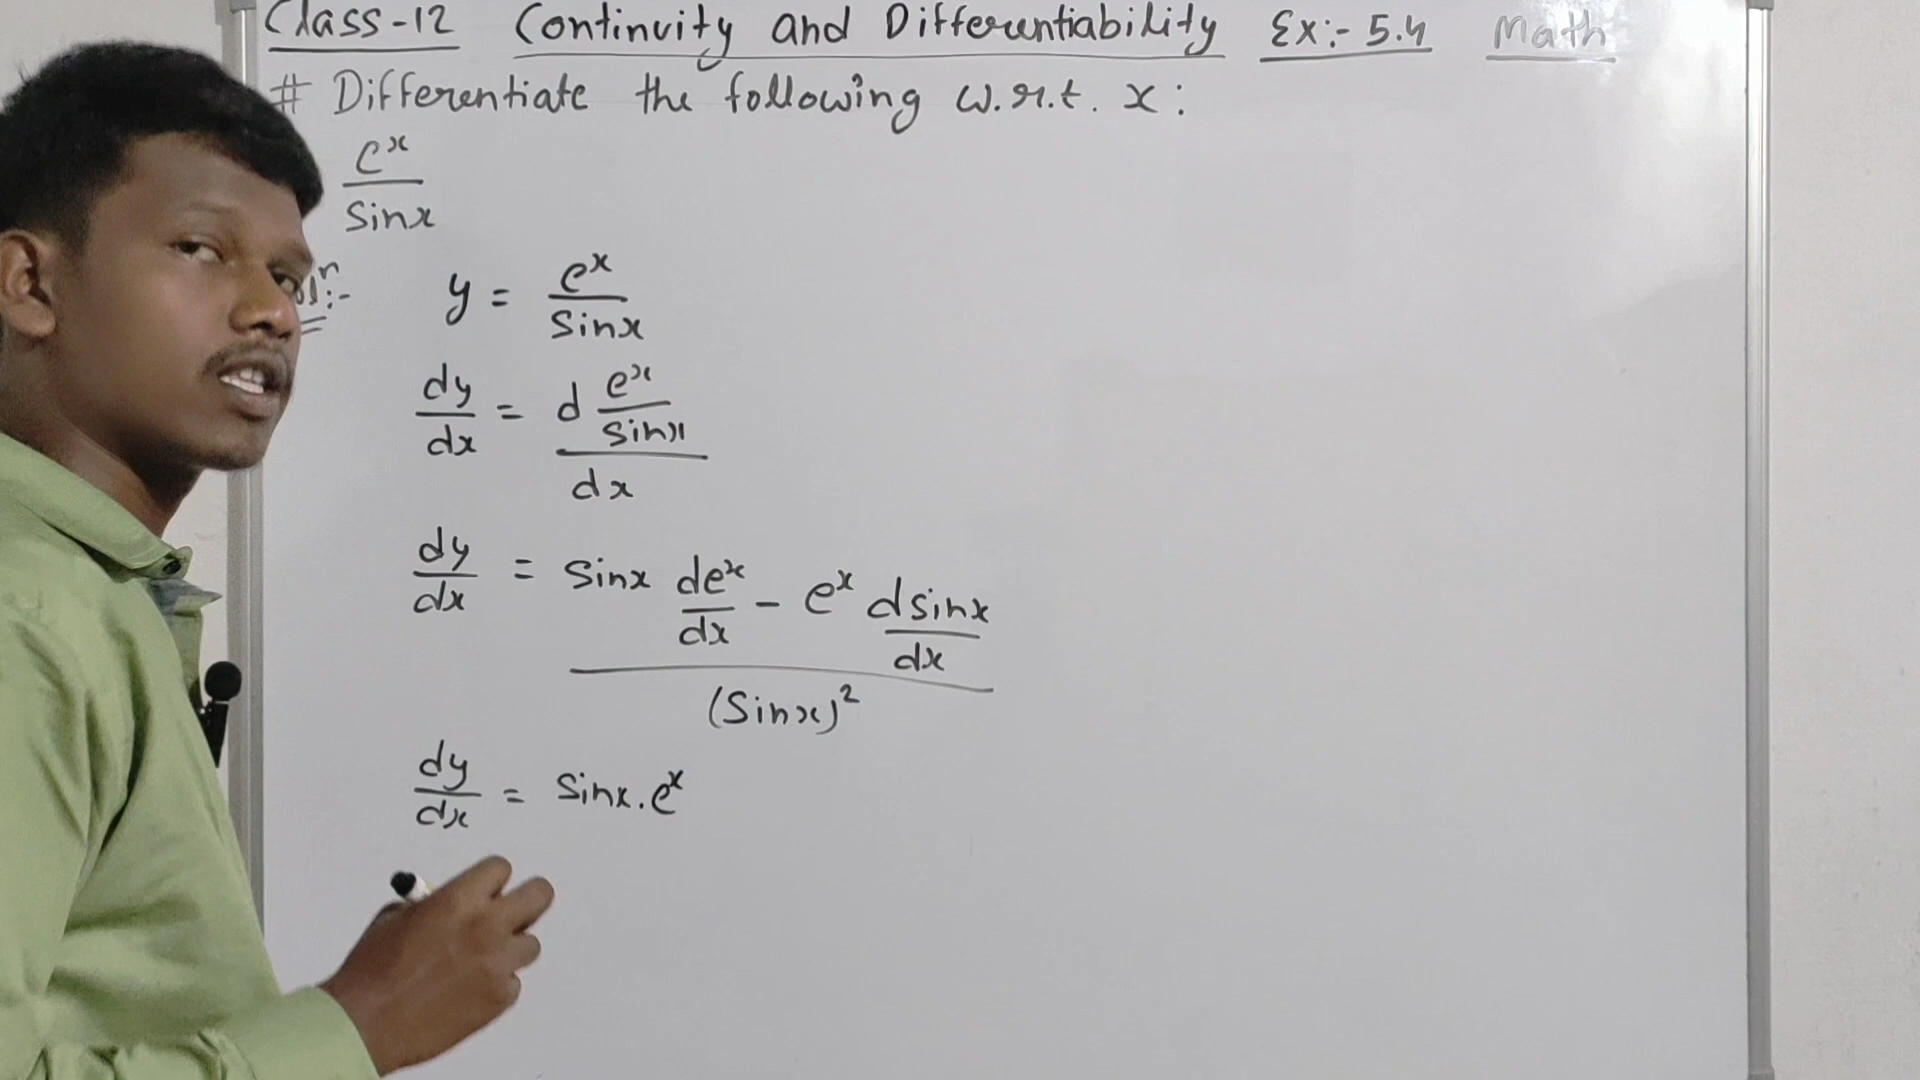 Class-12 Continuity and Differentiability Ex:- 5.4 Math
# Differentiate the following w.r.t. x:
e^x/sinx
y = e^x/sinx
dy/dx = d e^x/sinx / dx
dy/dx = sinx de^x/dx - e^x dsinx/dx / (sinx)²
dy/dx = sinx.e^x